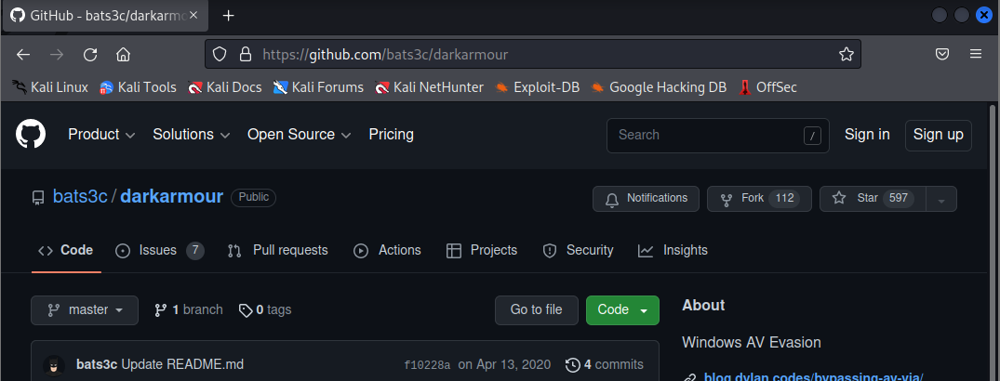 GitHub - bats3c/darkarmo
https://github.com/bats3c/darkarmour
Kali Linux Kali Tools Kali Docs Kali Forums Kali NetHunter Exploit-DB Google Hacking DB OffSec
Product Solutions Open Source Pricing Search / Sign in Sign up
bats3c / darkarmour Public Notifications Fork 112 Star 597
Code Issues 7 Pull requests Actions Projects Security Insights
master 1 branch 0 tags Go to file Code About
Windows AV Evasion
bats3c Update README.md f10228a on Apr 13, 2020 4 commits
blog.dylan.codes/bypassing-av-via/